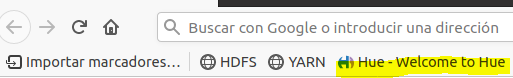 Buscar con Google o introducir una dirección
Importar marcadores... HDFS YARN Hue - Welcome to Hue